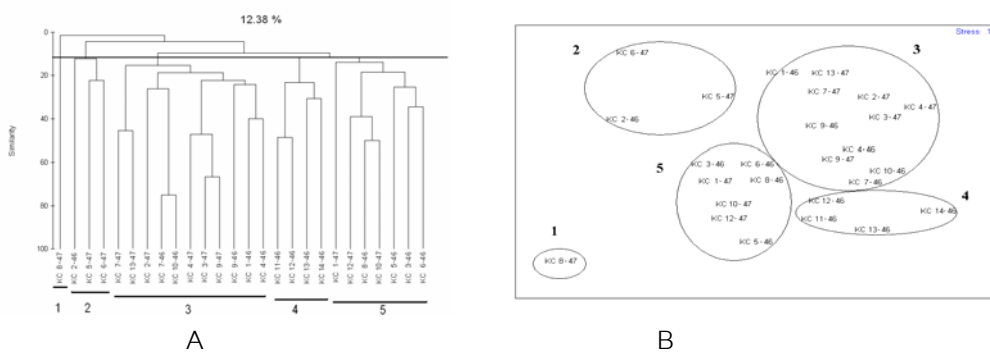 12.38 %
0
20
40
60
80
100
Similarity
KC 8-47
KC 2-46
KC 5-47
KC 6-47
KC 7-47
KC 13-47
KC 2-47
KC 7-46
KC 10-46
KC 4-47
KC 3-47
KC 9-47
KC 9-46
KC 1-46
KC 4-46
KC 11-46
KC 12-46
KC 13-46
KC 14-46
KC 1-47
KC 12-47
KC 8-46
KC 10-47
KC 5-46
KC 3-46
KC 6-46
1
2
3
4
5
A
Stress: .1
2
KC 6-47
KC 5-47
KC 2-46
3
KC 1-46
KC 13-47
KC 7-47
KC 2-47
KC 4-47
KC 3-47
KC 9-46
KC 4-46
KC 9-47
KC 10-46
KC 7-46
5
KC 3-46
KC 6-46
KC 1-47
KC 8-46
KC 10-47
KC 12-47
KC 5-46
4
KC 12-46
KC 14-46
KC 11-46
KC 13-46
1
KC 8-47
B